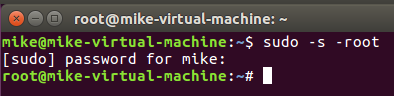 root@mike-virtual-machine: ~
mike@mike-virtual-machine:~$ sudo -s -root
[sudo] password for mike:
root@mike-virtual-machine:~#